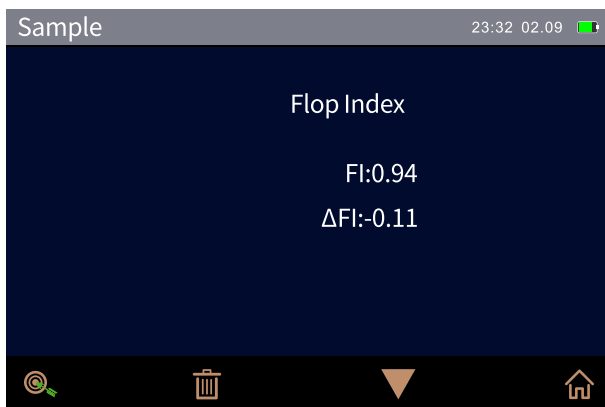 Sample
23:32 02.09
Flop Index
FI:0.94
ΔFI:-0.11